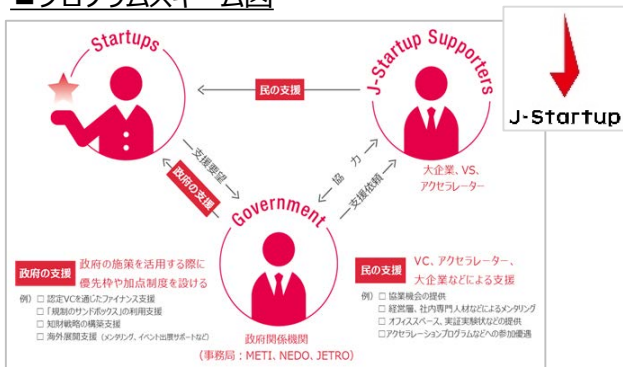 ■プログラムスキーム図
J-Startup
Startups
民の支援
J-Startup Supporters
大企業、VS、
アクセラレーター
支援要望
政府の支援
協 力
支援依頼
Government
政府関係機関
(事務局:METI、NEDO、JETRO)
政府の支援
政府の施策を活用する際に
優先枠や加点制度を設ける
例) □ 認定VCを通じたファイナンス支援
□ 「規制のサンドボックス」の利用支援
□ 知財戦略の構築支援
□ 海外展開支援 (メンタリング、イベント出票サポートなど)
民の支援
VC、アクセラレーター、
大企業などによる支援
例) □ 協業機会の提供
□ 経営層、社内専門人材などによるメンタリング
□ オフィススペース、実証実験状などの提供
□アクセラレーションプログラムなどへの参加優遇